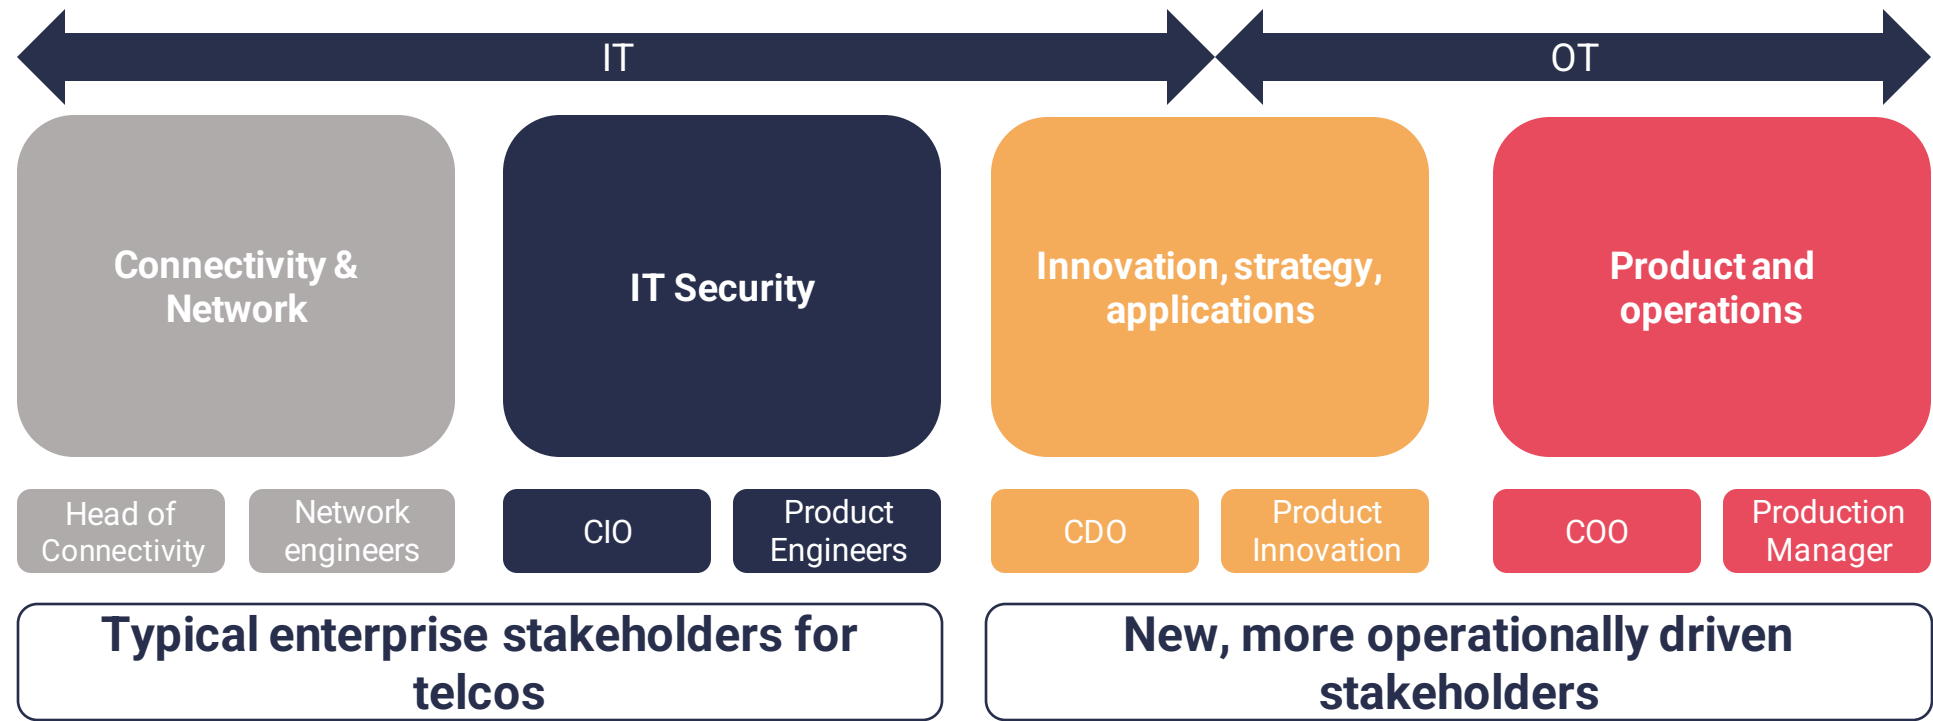 IT
OT
Connectivity &
Network
IT Security
Innovation, strategy,
applications
Product and
operations
Head of
Connectivity
Network
engineers
CIO
Product
Engineers
CDO
Product
Innovation
COO
Production
Manager
Typical enterprise stakeholders for
telcos
New, more operationally driven
stakeholders